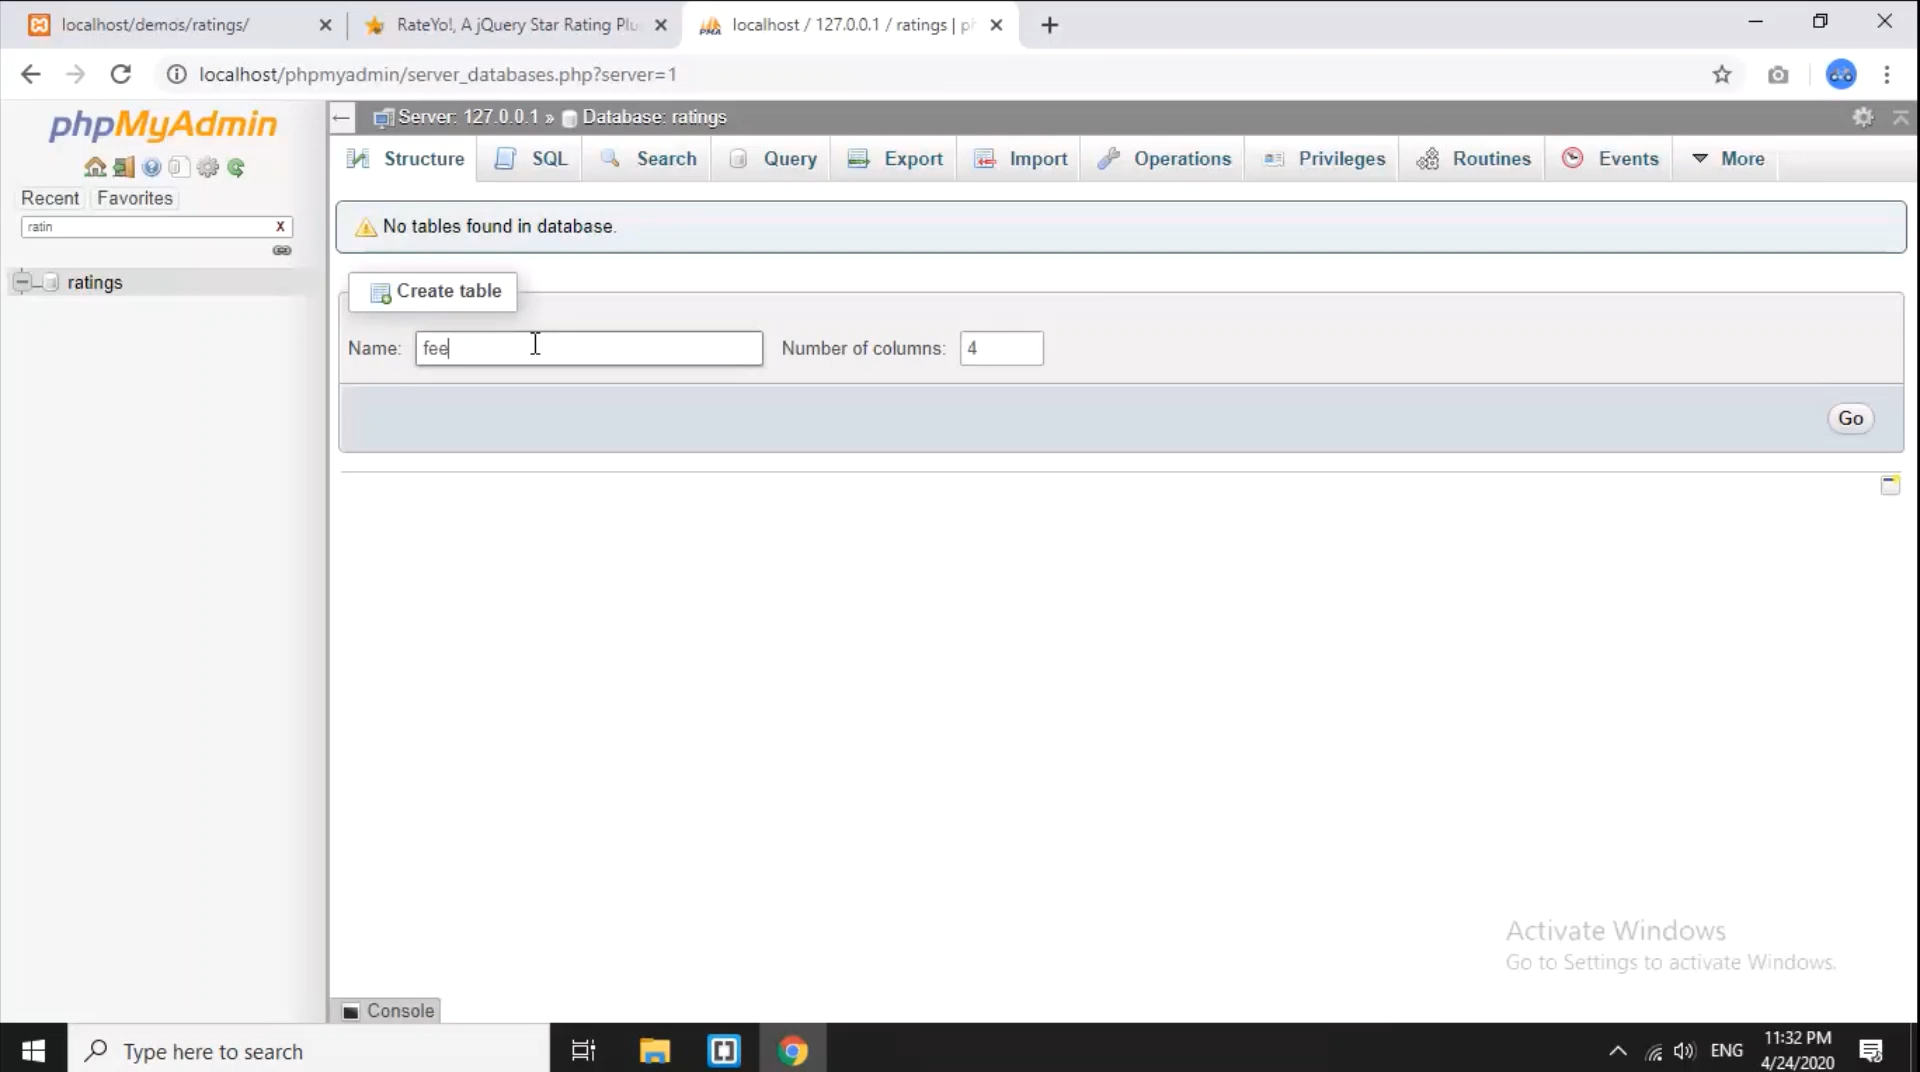 localhost/demos/ratings/
RateYo!, A jQuery Star Rating Plu
localhost / 127.0.0.1 / ratings | ph
localhost/phpmyadmin/server_databases.php?server=1
phpMyAdmin
Recent Favorites
ratin X
ratings
Server: 127.0.0.1 » Database: ratings
Structure SQL Search Query Export Import Operations Privileges Routines Events More
No tables found in database.
Create table
Name: fee Number of columns: 4
Go
Activate Windows
Go to Settings to activate Windows.
Console
Type here to search
ENG
11:32 PM
4/24/2020